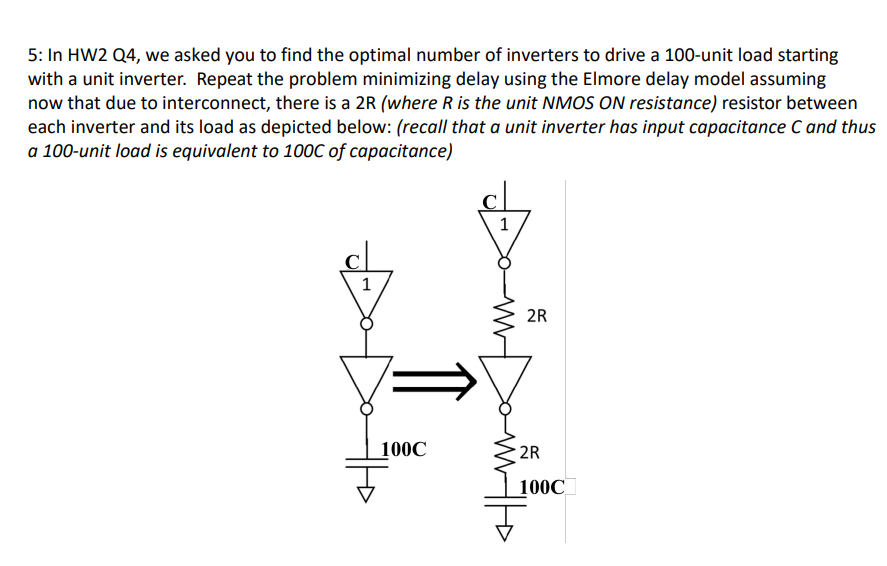 5: In HW2 Q4, we asked you to find the optimal number of inverters to drive a 100-unit load starting
with a unit inverter. Repeat the problem minimizing delay using the Elmore delay model assuming
now that due to interconnect, there is a 2R (where R is the unit NMOS ON resistance) resistor between
each inverter and its load as depicted below: (recall that a unit inverter has input capacitance C and thus
a 100-unit load is equivalent to 100C of capacitance)
C
1
C
1
2R
100C
2R
100C